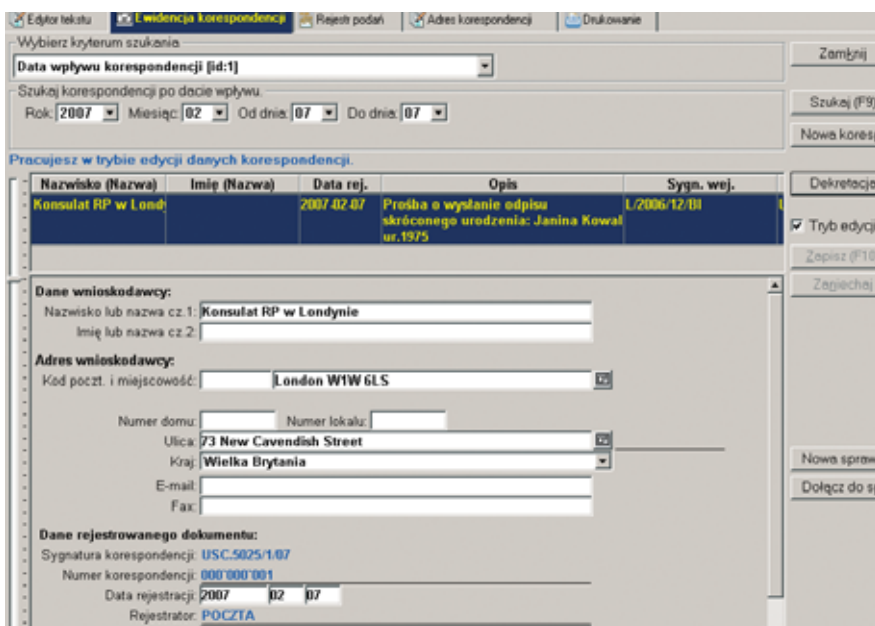 Edytor tekstu Ewidencja korespondencji Rejestr podań Adres korespondencji Drukowanie
Wybierz kryterum szukania
Zamknij
Data wpływu korespondencji [id:1]
Szukaj korespondencji po dacie wpływu.
Szukaj (F9)
Rok: 2007 Miesiąc: 02 Od dnia: 07 Do dnia: 07
Nowa koresp
Pracujesz w trybie edycji danych korespondencji.
Nazwisko (Nazwa) Imię (Nazwa) Data rej. Opis Sygn. wej.
Dekretacje
Konsulat RP w Lond 2007-02-07 Prośba o wysłanie odpisu L/2006/12/BI
skróconego urodzenia: Janina Kowal
Tryb edycji
ur.1975
Zapisz (F10
Zaniechaj
Dane wnioskodawcy:
Nazwisko lub nazwa cz.1: Konsulat RP w Londynie
Imię lub nazwa cz.2:
Adres wnioskodawcy:
Kod poczt. i miejscowość: London W1W 6LS
Numer domu: Numer lokalu:
Ulica: 73 New Cavendish Street
Kraj: Wielka Brytania
Nowa spraw
E-mail:
Dołącz do s
Fax:
Dane rejestrowanego dokumentu:
Sygnatura korespondencji: USC.5025/1/07
Numer korespondencji: 000'000'001
Data rejestracji: 2007 02 07
Rejestrator: POCZTA